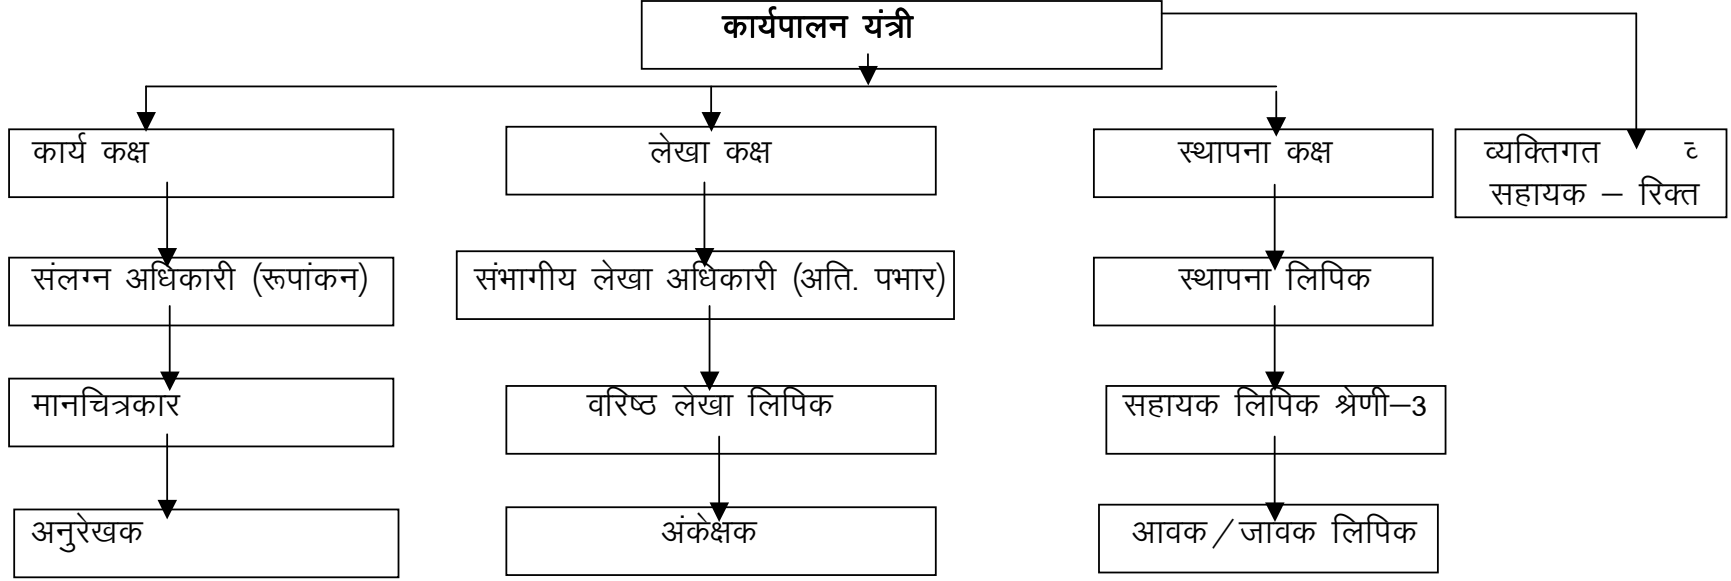 कार्यपालन यंत्री
कार्य कक्ष
लेखा कक्ष
स्थापना कक्ष
व्यक्तिगत
सहायक – रिक्त
संलग्न अधिकारी (रूपांकन)
संभागीय लेखा अधिकारी (अति. पभार)
स्थापना लिपिक
मानचित्रकार
वरिष्ठ लेखा लिपिक
सहायक लिपिक श्रेणी–3
अनुरेखक
अंकेक्षक
आवक / जावक लिपिक